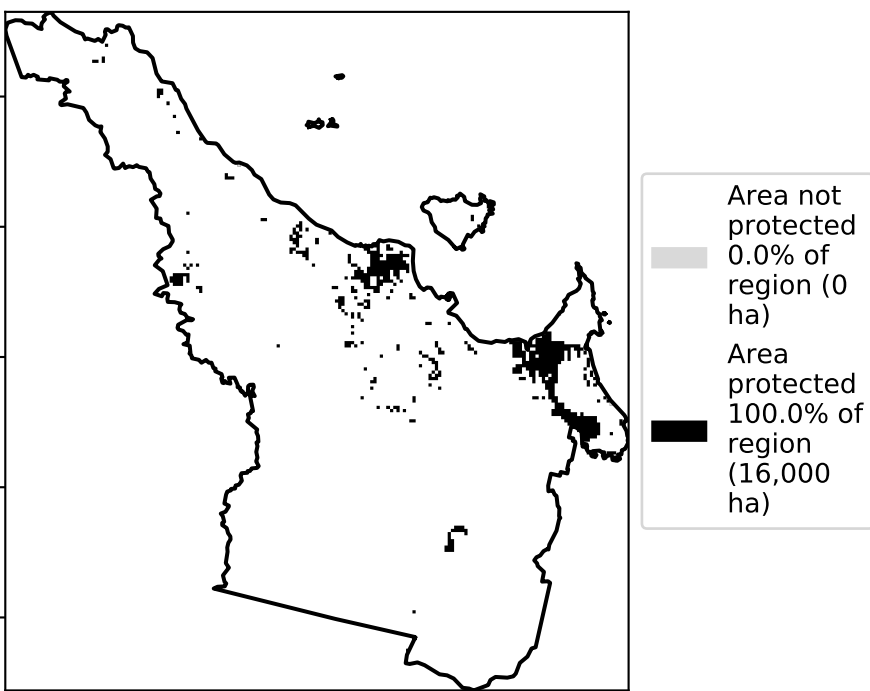 Area not
protected
0.0% of
region (0
ha)
Area
protected
100.0% of
region
(16,000
ha)